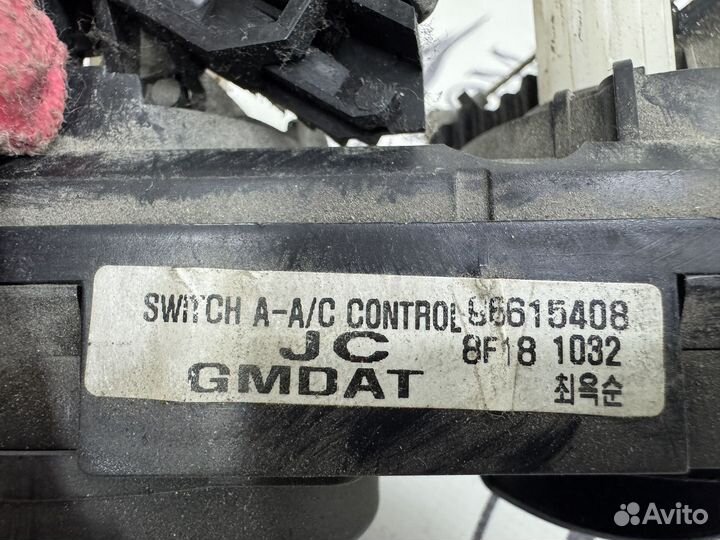 SWITCH A-A/C CONTROL 96615408
JC 8F18 1032
GMDAT 최옥순
Avito